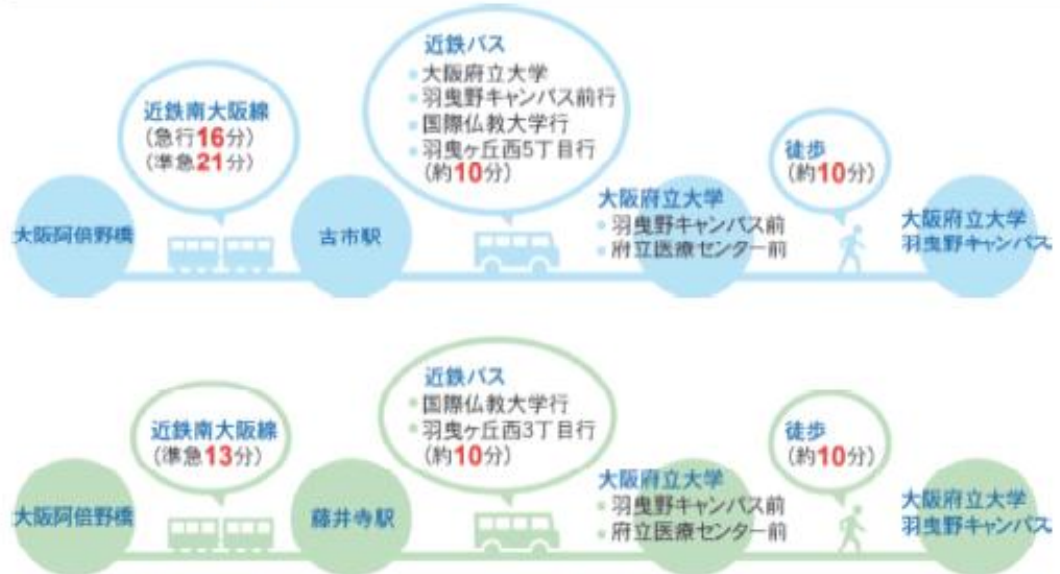 近鉄バス
• 大阪府立大学
• 羽曳野キャンパス前行
• 国際仏教大学行
• 羽曳ヶ丘西5丁目行
(約10分)
近鉄南大阪線
(急行16分)
(準急21分)
徒歩
(約10分)
大阪阿倍野橋
古市駅
大阪府立大学
• 羽曳野キャンパス前
• 府立医療センター前
大阪府立大学
羽曳野キャンパス
近鉄バス
• 国際仏教大学行
• 羽曳ヶ丘西3丁目行
(約10分)
近鉄南大阪線
(準急13分)
徒歩
(約10分)
大阪阿倍野橋
藤井寺駅
大阪府立大学
• 羽曳野キャンパス前
• 府立医療センター前
大阪府立大学
羽曳野キャンパス